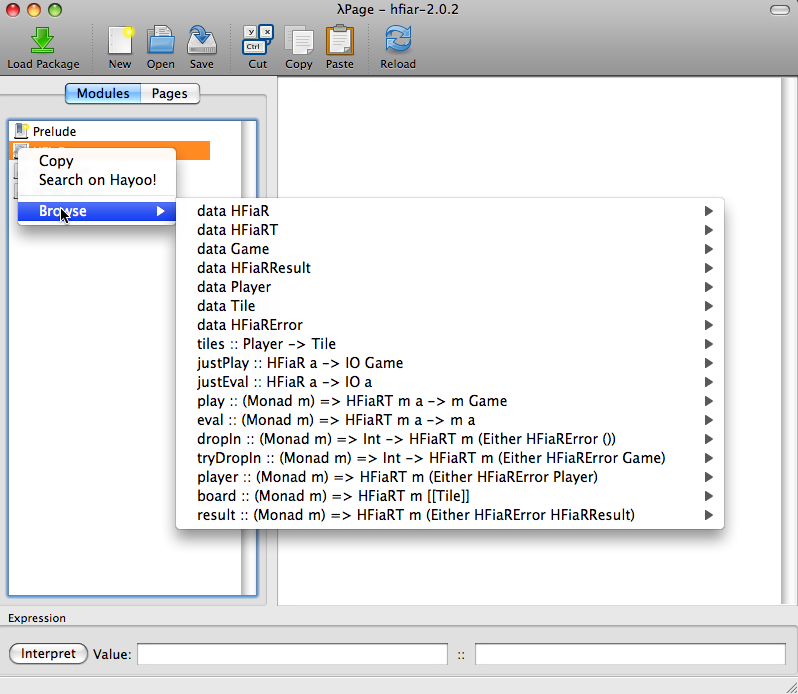 λPage - hfiar-2.0.2
Load Package
New
Open
Save
Cut
Copy
Paste
Reload
Y
X
Ctrl
Modules
Pages
Prelude
Copy
Search on Hayoo!
Browse
data HFiaR
data HFiaRT
data Game
data HFiaRResult
data Player
data Tile
data HFiaRError
tiles :: Player -> Tile
justPlay :: HFiaR a -> IO Game
justEval :: HFiaR a -> IO a
play :: (Monad m) => HFiaRT m a -> m Game
eval :: (Monad m) => HFiaRT m a -> m a
dropIn :: (Monad m) => Int -> HFiaRT m (Either HFiaRError ())
tryDropIn :: (Monad m) => Int -> HFiaRT m (Either HFiaRError Game)
player :: (Monad m) => HFiaRT m (Either HFiaRError Player)
board :: (Monad m) => HFiaRT m [[Tile]]
result :: (Monad m) => HFiaRT m (Either HFiaRError HFiaRResult)
Expression
Interpret
Value:
::